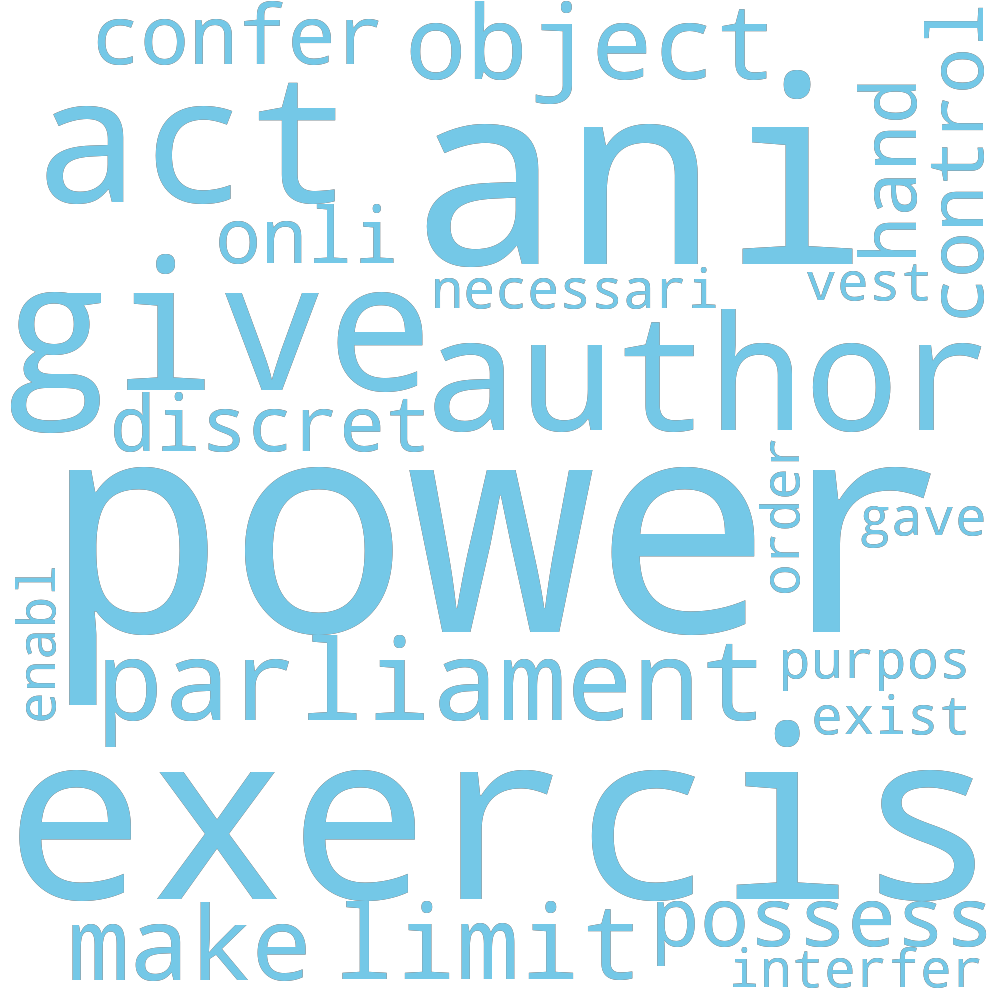 confer
object
control
act
ani
hand
onli
give
necessari
vest
author
discret
power
order
gave
enabl
parliament
purpos
exist
exercis
make
limit
possess
interfer